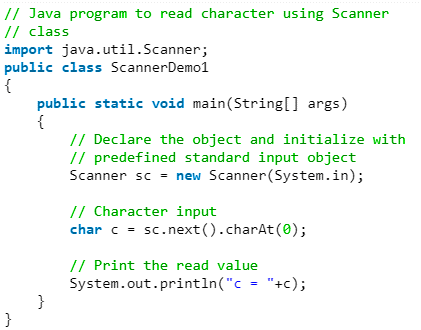 // Java program to read character using Scanner
// class
import java.util.Scanner;
public class ScannerDemo1
{
    public static void main(String[] args)
    {
        // Declare the object and initialize with
        // predefined standard input object
        Scanner sc = new Scanner(System.in);

        // Character input
        char c = sc.next().charAt(0);

        // Print the read value
        System.out.println("c = "+c);
    }
}